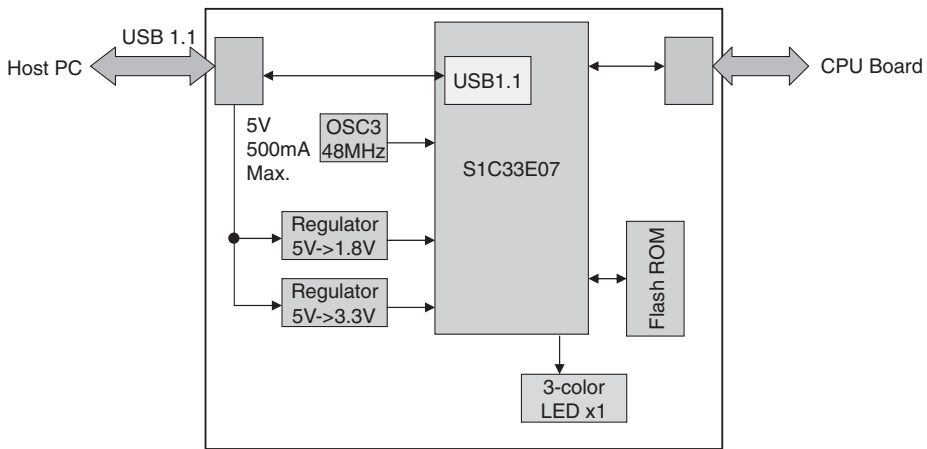 USB 1.1
Host PC
CPU Board
USB1.1
5V
500mA
Max.
OSC3
48MHz
S1C33E07
Regulator
5V->1.8V
Regulator
5V->3.3V
Flash ROM
3-color
LED x1